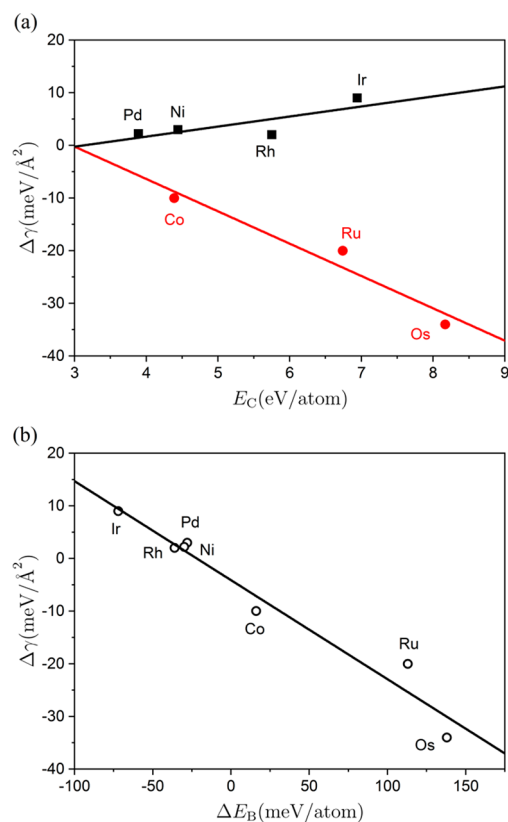 (a)
20
10
0
-10
-20
-30
-40
Δγ(meV/Å²)
Pd
Ni
Ir
Rh
Co
Ru
Os
3 4 5 6 7 8 9
E_C(eV/atom)
(b)
20
10
0
-10
-20
-30
-40
Δγ(meV/Å²)
Ir
Rh
Pd
Ni
Co
Ru
Os
-100 -50 0 50 100 150
ΔE_B(meV/atom)